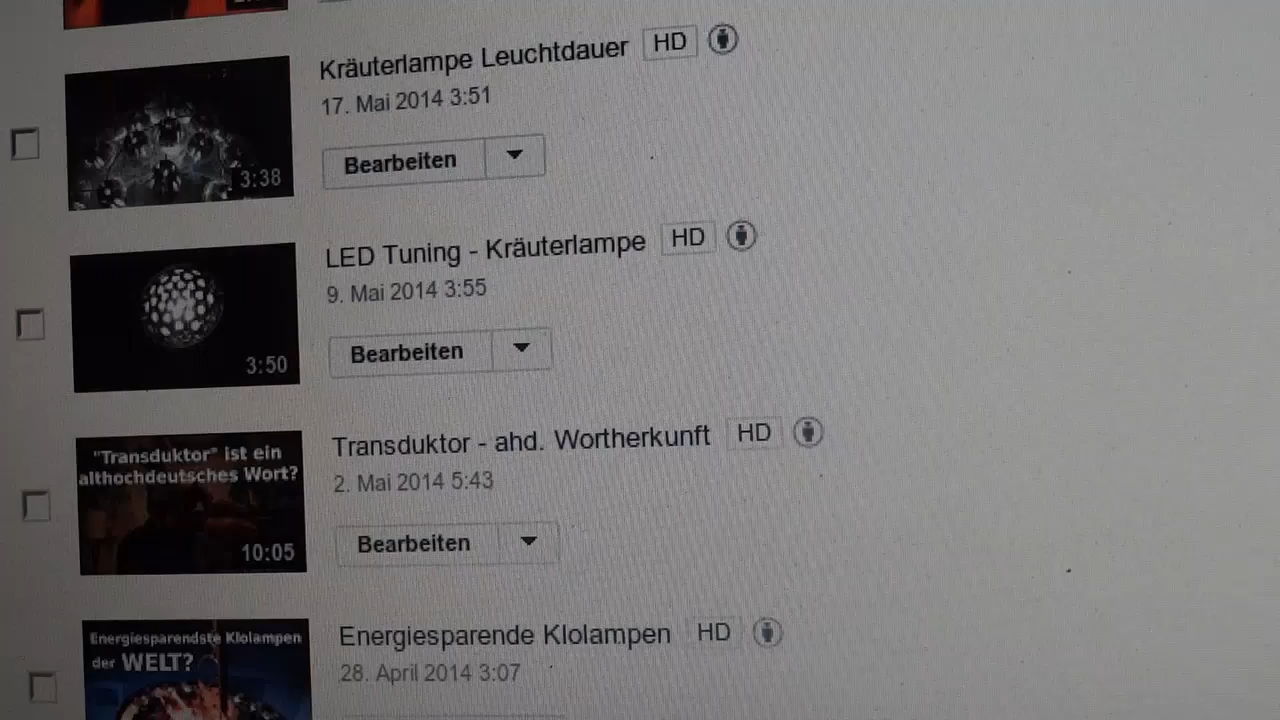 Kräuterlampe Leuchtdauer HD
17. Mai 2014 3:51
3:38
Bearbeiten
LED Tuning - Kräuterlampe HD
9. Mai 2014 3:55
3:50
Bearbeiten
Transduktor - ahd. Wortherkunft HD
"Transduktor" ist ein
althochdeutsches Wort?
2. Mai 2014 5:43
10:05
Bearbeiten
Energiesparende Klolampen HD
Energiesparendste Klolampen
der WELT?
28. April 2014 3:07